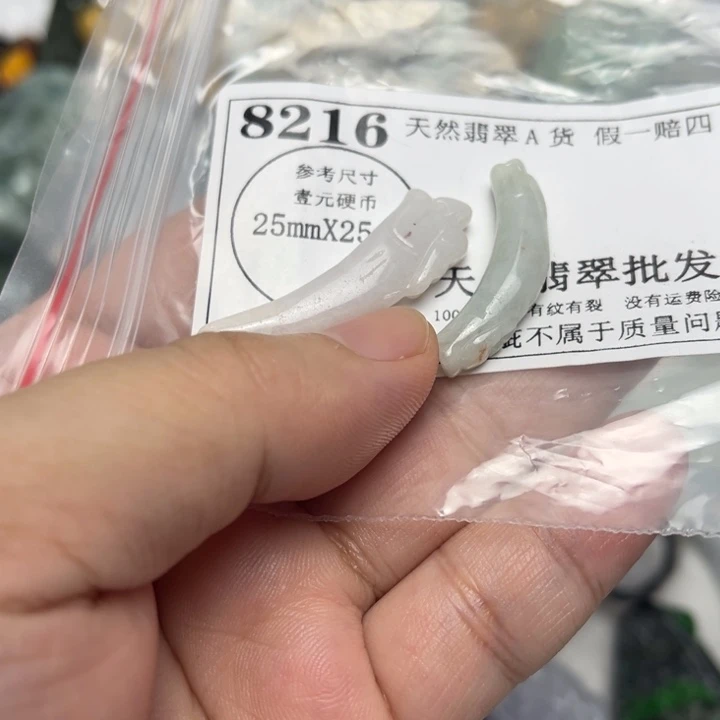 8216 天然翡翠A货 假一赔四
参考尺寸
壹元硬币
25mmX25
天 翡翠批发
100 有纹有裂 没有运费险
疵不属于质量问题